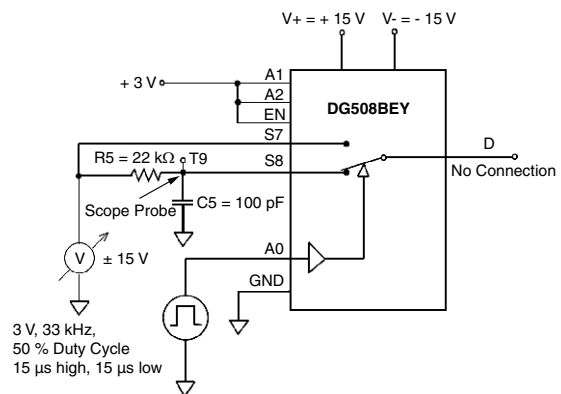 V+ = + 15 V
V- = - 15 V
+ 3 V
A1
A2
EN
DG508BEY
S7
D
R5 = 22 kΩ
T9
S8
No Connection
Scope Probe
C5 = 100 pF
V
± 15 V
A0
GND
3 V, 33 kHz,
50 % Duty Cycle
15 µs high, 15 µs low